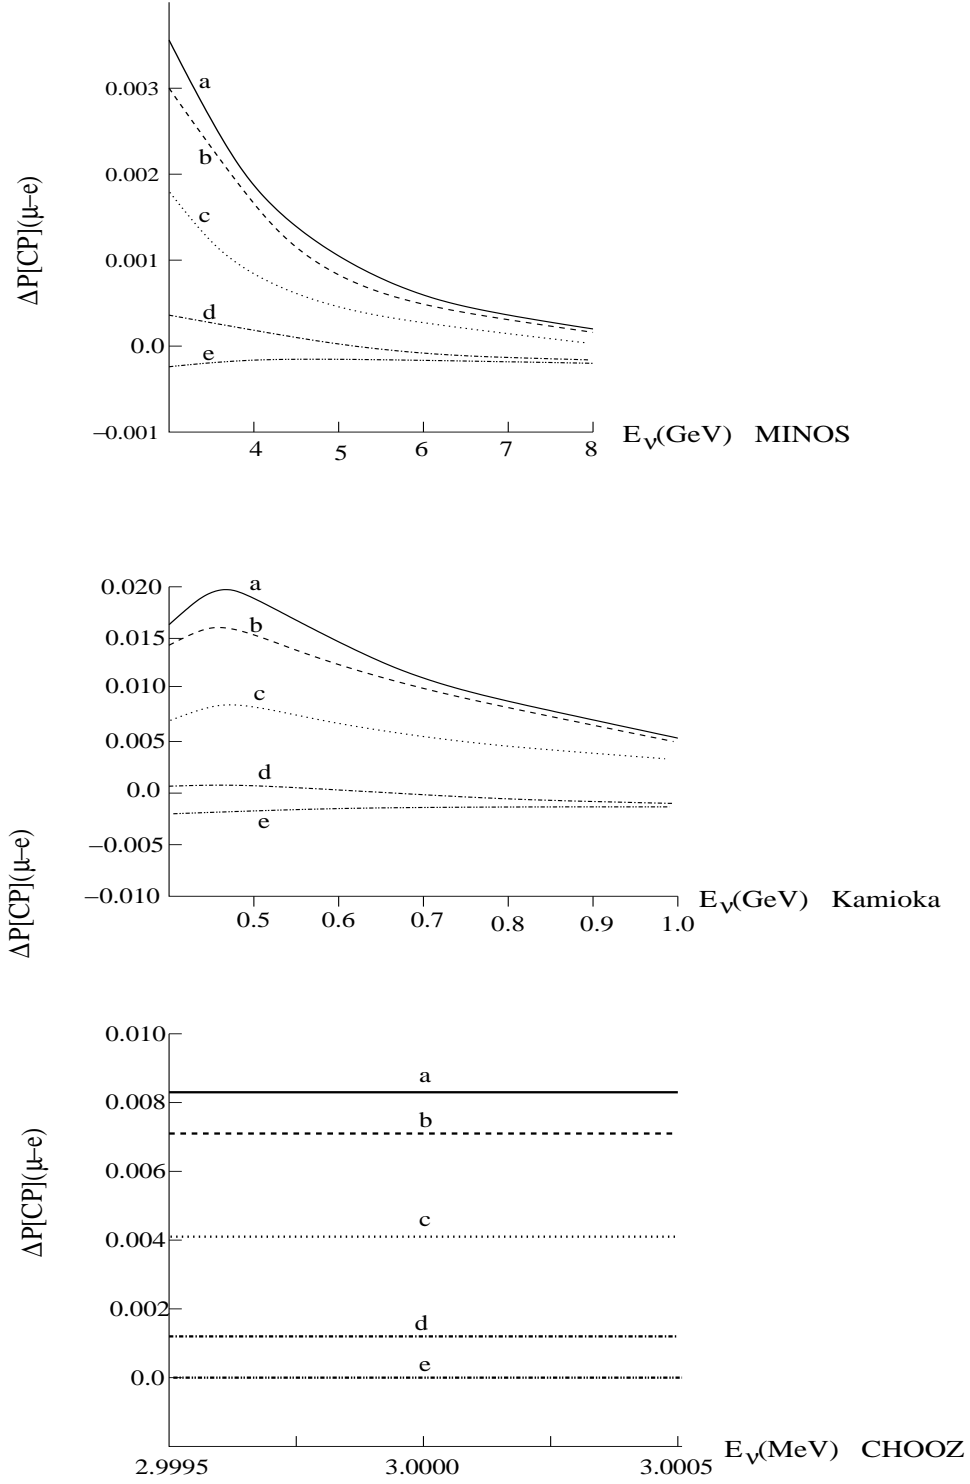 0.003
0.002
0.001
0.0
−0.001
ΔP[CP](μ−e)
a
b
c
d
e
4 5 6 7 8
Eν(GeV) MINOS
0.020
0.015
0.010
0.005
0.0
−0.005
−0.010
ΔP[CP](μ−e)
a
b
c
d
e
0.5 0.6 0.7 0.8 0.9 1.0
Eν(GeV) Kamioka
0.010
0.008
0.006
0.004
0.002
0.0
ΔP[CP](μ−e)
a
b
c
d
e
2.9995 3.0000 3.0005
Eν(MeV) CHOOZ